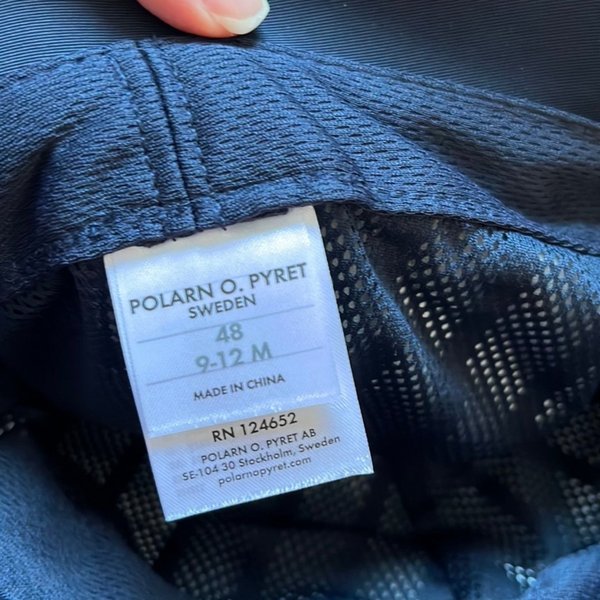 POLARN O. PYRET
SWEDEN
48
9-12 M
MADE IN CHINA
RN 124652
POLARN O. PYRET AB
SE-104 30 Stockholm, Sweden
polarnopyret.com